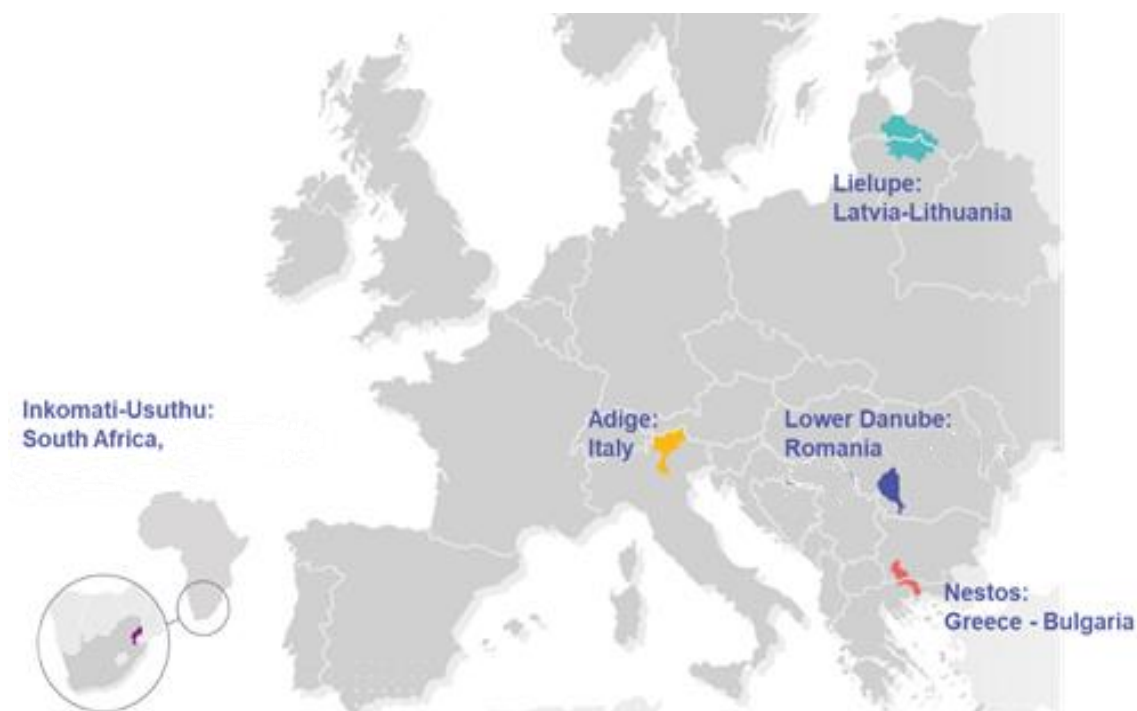 Lielupe:
Latvia-Lithuania
Inkomati-Usuthu:
South Africa,
Adige:
Italy
Lower Danube:
Romania
Nestos:
Greece - Bulgaria